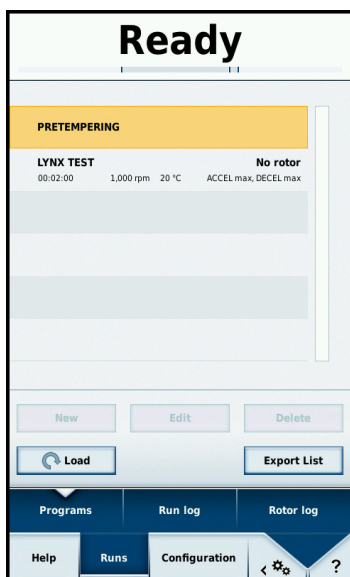 Ready
PRETEMPERING
LYNX TEST No rotor
00:02:00 1,000 rpm 20 °C ACCEL max, DECEL max
New Edit Delete
Load Export List
Programs Run log Rotor log
Help Runs Configuration ?